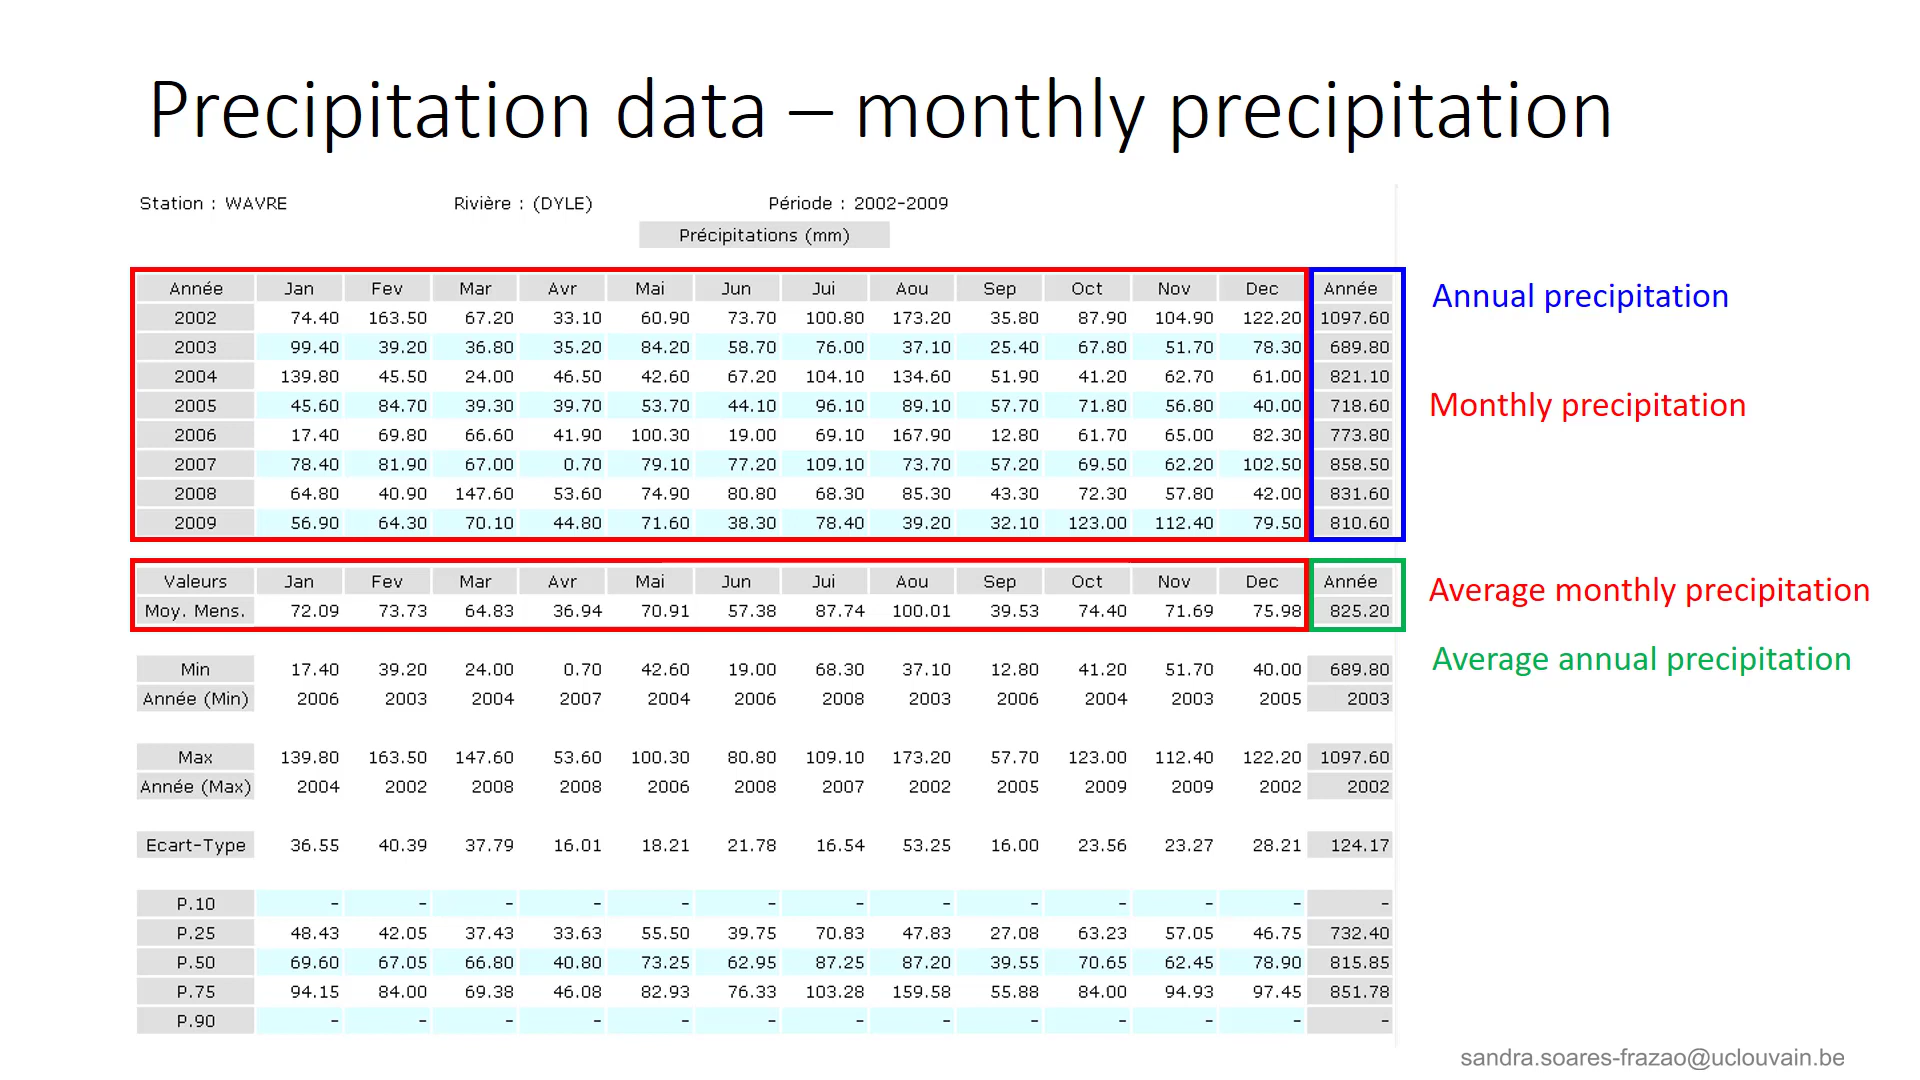 Precipitation data – monthly precipitation
Station : WAVRE Rivière : (DYLE) Période : 2002-2009
Précipitations (mm)
Année Jan Fev Mar Avr Mai Jun Jui Aou Sep Oct Nov Dec Année
Annual precipitation
2002 74.40 163.50 67.20 33.10 60.90 73.70 100.80 173.20 35.80 87.90 104.90 122.20 1097.60
2003 99.40 39.20 36.80 35.20 84.20 58.70 76.00 37.10 25.40 67.80 51.70 78.30 689.80
2004 139.80 45.50 24.00 46.50 42.60 67.20 104.10 134.60 51.90 41.20 62.70 61.00 821.10
2005 45.60 84.70 39.30 39.70 53.70 44.10 96.10 89.10 57.70 71.80 56.80 40.00 718.60
Monthly precipitation
2006 17.40 69.80 66.60 41.90 100.30 19.00 69.10 167.90 12.80 61.70 65.00 82.30 773.80
2007 78.40 81.90 67.00 0.70 79.10 77.20 109.10 73.70 57.20 69.50 62.20 102.50 858.50
2008 64.80 40.90 147.60 53.60 74.90 80.80 68.30 85.30 43.30 72.30 57.80 42.00 831.60
2009 56.90 64.30 70.10 44.80 71.60 38.30 78.40 39.20 32.10 123.00 112.40 79.50 810.60
Valeurs Jan Fev Mar Avr Mai Jun Jui Aou Sep Oct Nov Dec Année
Average monthly precipitation
Moy. Mens. 72.09 73.73 64.83 36.94 70.91 57.38 87.74 100.01 39.53 74.40 71.69 75.98 825.20
Average annual precipitation
Min 17.40 39.20 24.00 0.70 42.60 19.00 68.30 37.10 12.80 41.20 51.70 40.00 689.80
Année (Min) 2006 2003 2004 2007 2004 2006 2008 2003 2006 2004 2003 2005 2003
Max 139.80 163.50 147.60 53.60 100.30 80.80 109.10 173.20 57.70 123.00 112.40 122.20 1097.60
Année (Max) 2004 2002 2008 2008 2006 2008 2007 2002 2005 2009 2009 2002 2002
Ecart-Type 36.55 40.39 37.79 16.01 18.21 21.78 16.54 53.25 16.00 23.56 23.27 28.21 124.17
P.10 - - - - - - - - - - - - -
P.25 48.43 42.05 37.43 33.63 55.50 39.75 70.83 47.83 27.08 63.23 57.05 46.75 732.40
P.50 69.60 67.05 66.80 40.80 73.25 62.95 87.25 87.20 39.55 70.65 62.45 78.90 815.85
P.75 94.15 84.00 69.38 46.08 82.93 76.33 103.28 159.58 55.88 84.00 94.93 97.45 851.78
P.90 - - - - - - - - - - - - -
sandra.soares-frazao@uclouvain.be